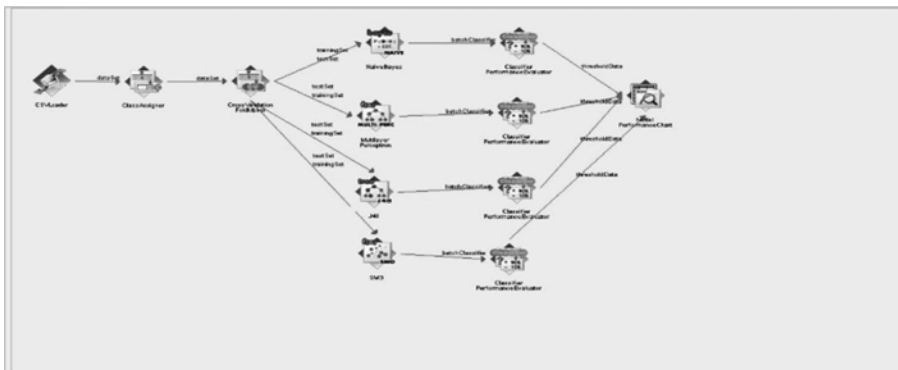 CSVLoader
dataSet
ClassAssigner
dataSet
CrossValidation
FoldMaker
trainingSet
testSet
NaiveBayes
batchClassifier
Classifier
PerformanceEvaluator
thresholdData
testSet
trainingSet
Multilayer
Perceptron
batchClassifier
Classifier
PerformanceEvaluator
thresholdData
testSet
trainingSet
J48
batchClassifier
Classifier
PerformanceEvaluator
thresholdData
testSet
trainingSet
SMO
batchClassifier
Classifier
PerformanceEvaluator
thresholdData
Model
PerformanceChart